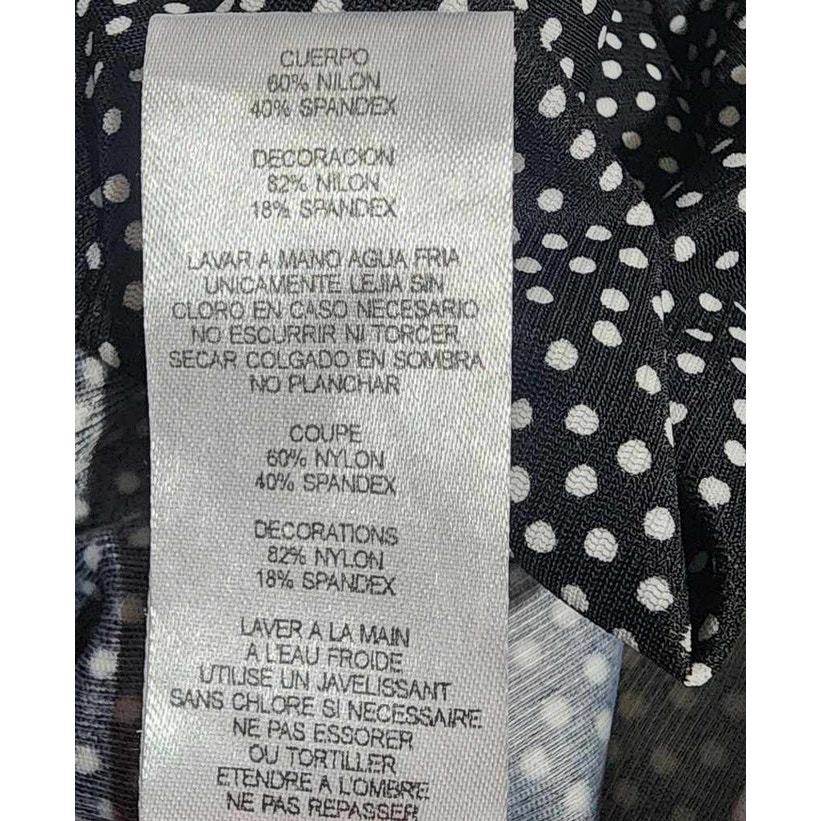 CUERPO
60% NILON
40% SPANDEX
DECORACION
82% NILON
18% SPANDEX
LAVAR A MANO AGUA FRIA
UNICAMENTE LEJIA SIN
CLORO EN CASO NECESARIO
NO ESCURRIR NI TORCER
SECAR COLGADO EN SOMBRA
NO PLANCHAR
COUPE
60% NYLON
40% SPANDEX
DECORATIONS
82% NYLON
18% SPANDEX
LAVER A LA MAIN
A L'EAU FROIDE
UTILISE UN JAVELISSANT
SANS CHLORE SI NECESSAIRE
NE PAS ESSORER
OU TORTILLER
ETENDRE A L'OMBRE
NE PAS REPASSER